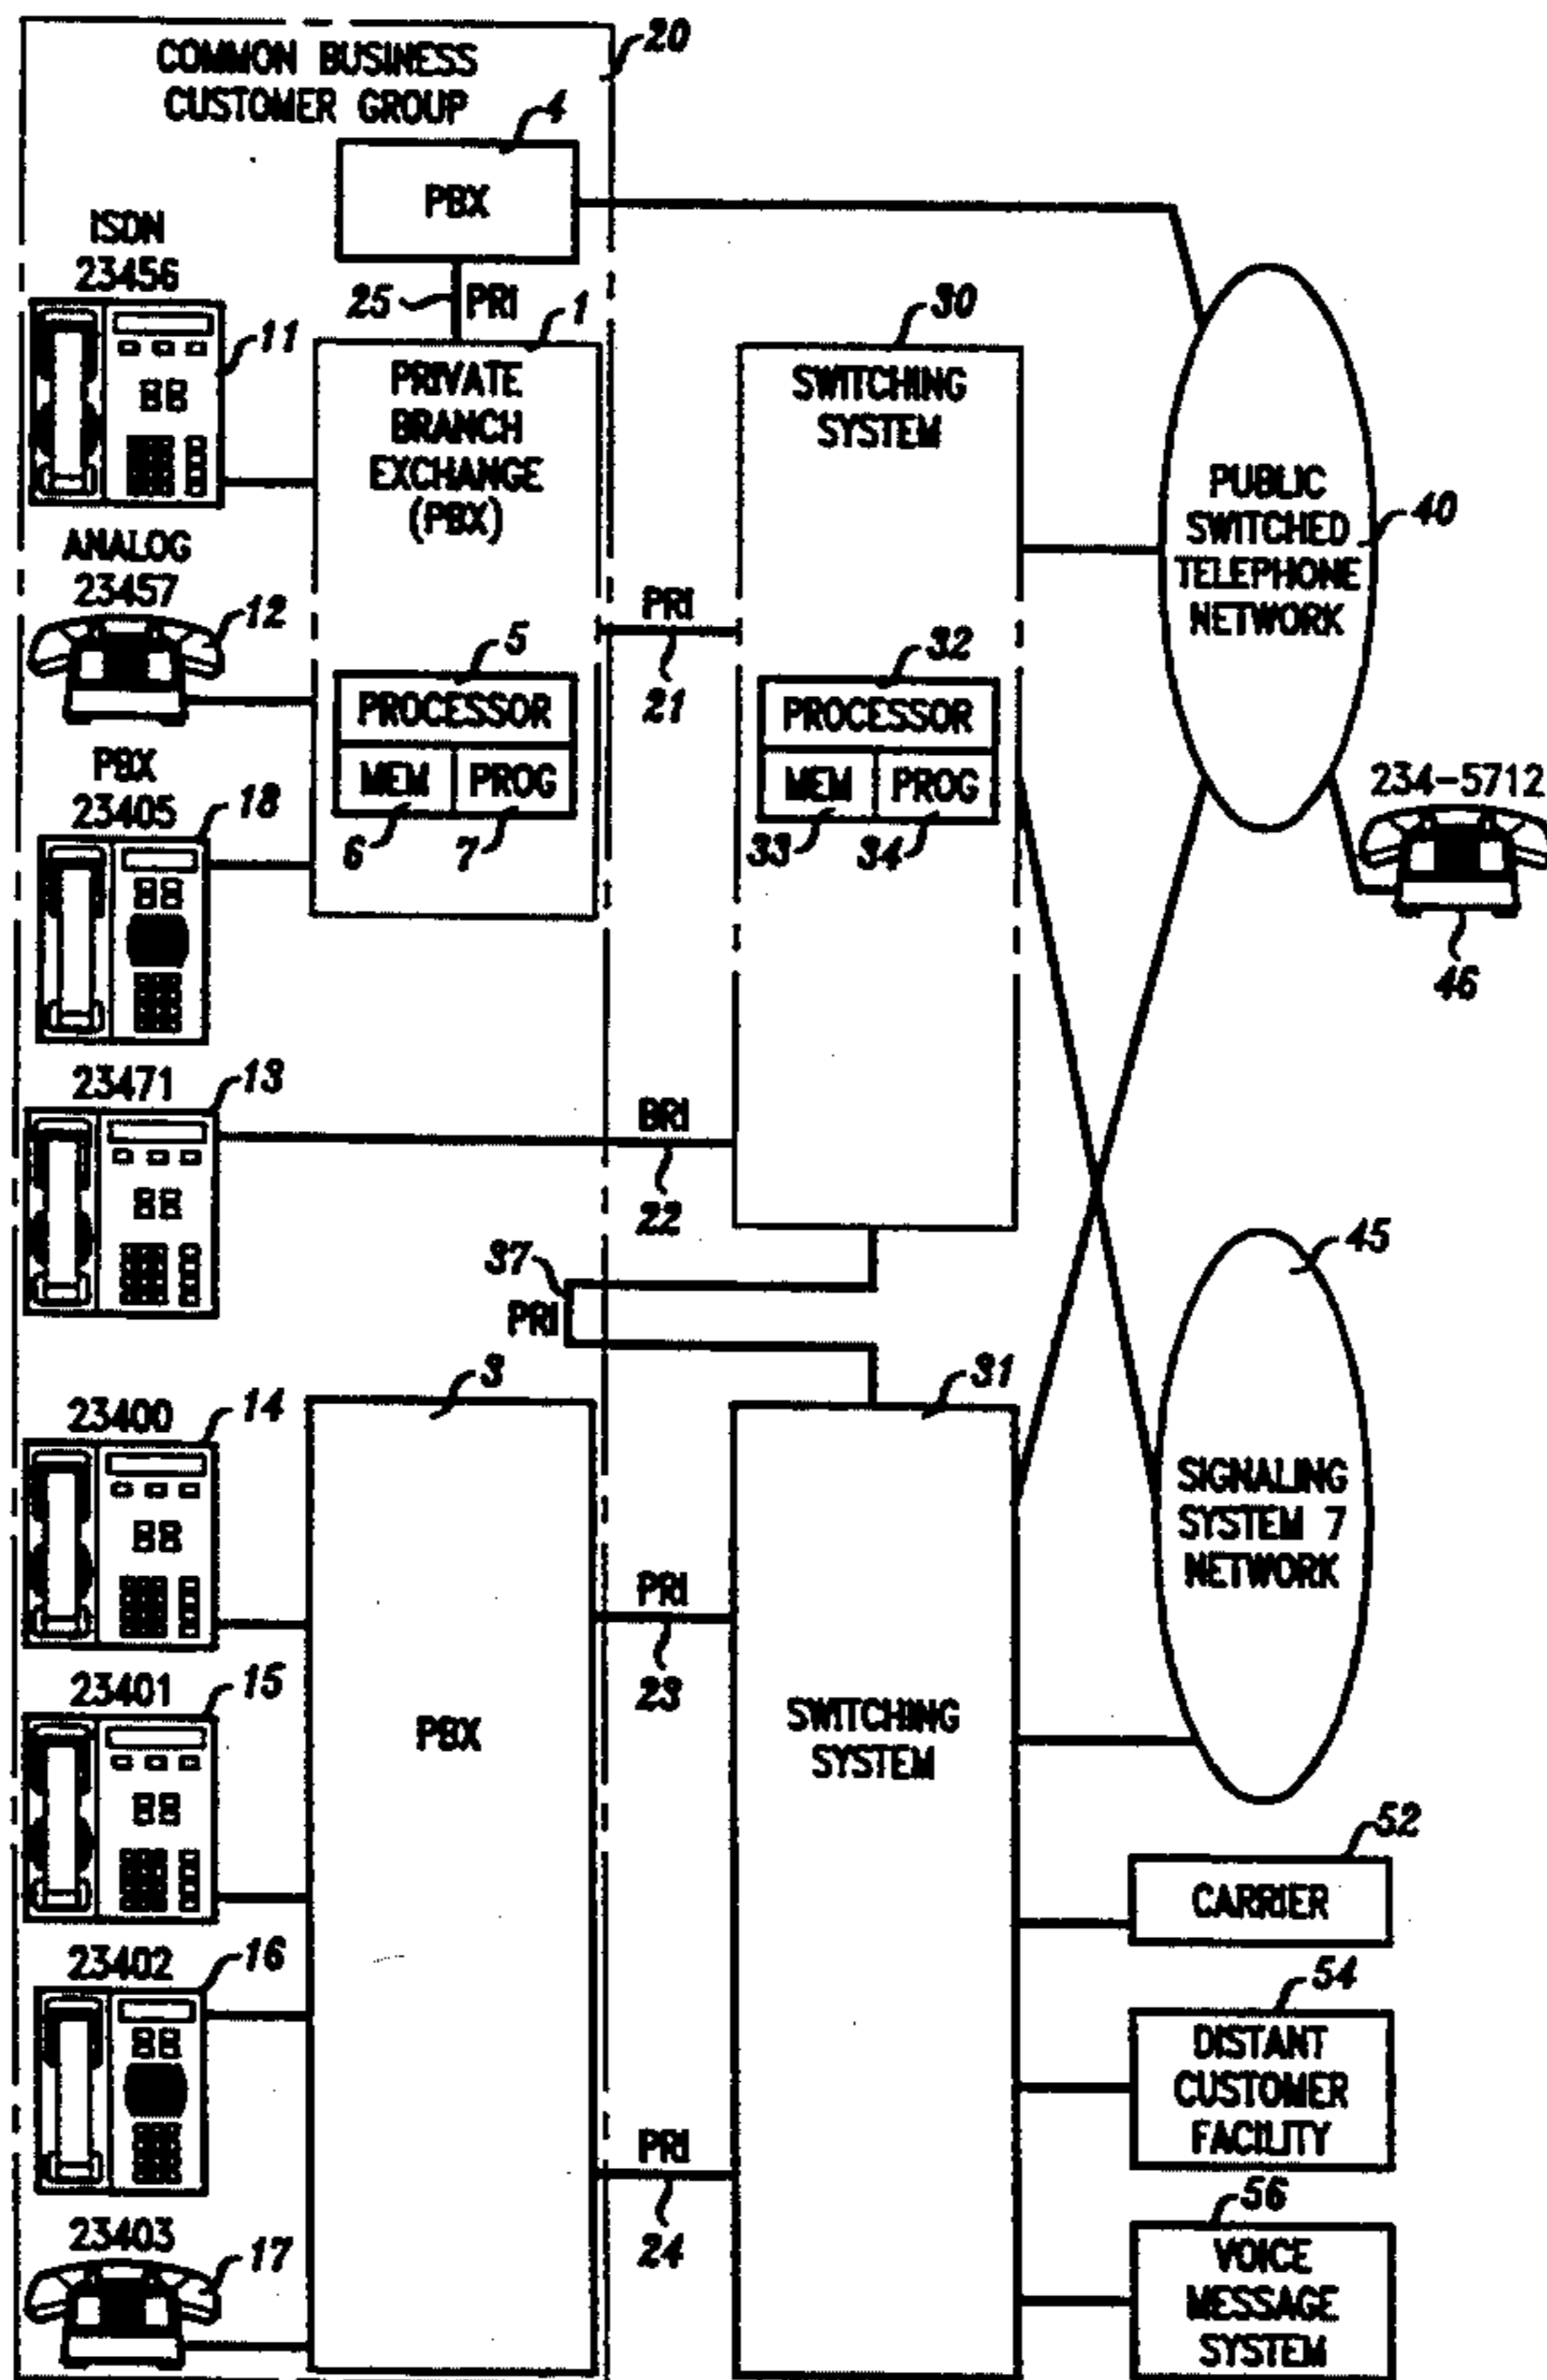 COMMON BUSINESS
CUSTOMER GROUP
20
4
PBX
ISDN
23456
11
25
PRI
1
PRIVATE
BRANCH
EXCHANGE
(PBX)
30
SWITCHING
SYSTEM
PUBLIC
SWITCHED
TELEPHONE
NETWORK
40
ANALOG
23457
12
PRI
21
5
PROCESSOR
MEM
PROG
6
7
32
PROCESSOR
MEM
PROG
33
34
234-5712
46
PBX
23405
18
23471
13
BRI
22
37
PRI
45
SIGNALING
SYSTEM 7
NETWORK
3
PBX
31
SWITCHING
SYSTEM
23400
14
PRI
23
23401
15
52
CARRIER
23402
16
54
DISTANT
CUSTOMER
FACILITY
PRI
24
23403
17
56
VOICE
MESSAGE
SYSTEM